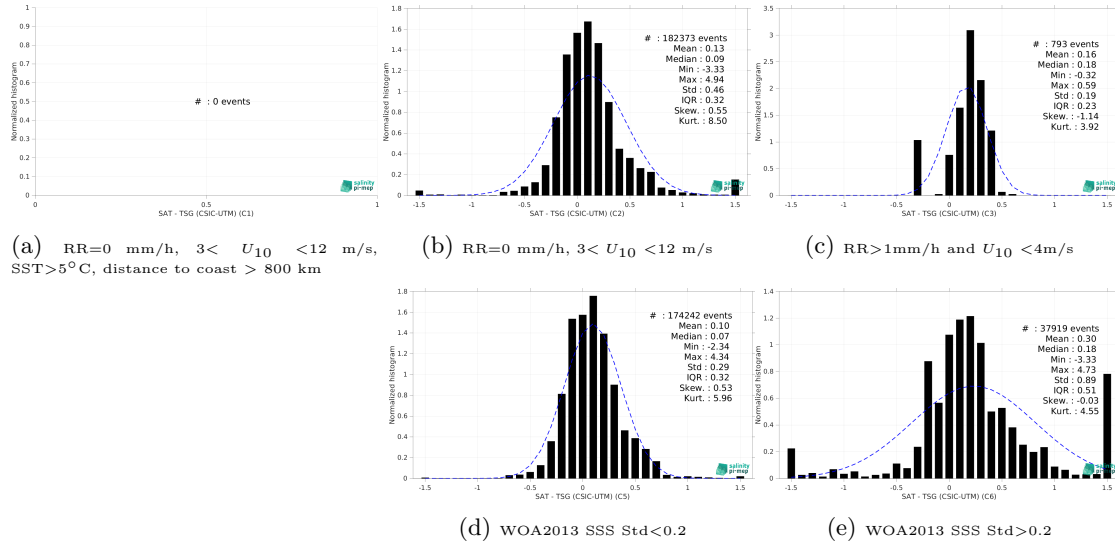 1
0.9
0.8
0.7
0.6
0.5
0.4
0.3
0.2
0.1
0
Normalized histogram
# : 0 events
salinity
pi-mep
0 0.5 1
SAT - TSG (CSIC-UTM) (C1)
(a) RR=0 mm/h, 3< U10 <12 m/s,
SST>5°C, distance to coast > 800 km
1.8
1.6
1.4
1.2
1
0.8
0.6
0.4
0.2
0
Normalized histogram
# : 182373 events
Mean : 0.13
Median : 0.09
Min : -3.33
Max : 4.94
Std : 0.46
IQR : 0.32
Skew. : 0.55
Kurt. : 8.50
salinity
pi-mep
-1.5 -1 -0.5 0 0.5 1 1.5
SAT - TSG (CSIC-UTM) (C2)
(b) RR=0 mm/h, 3< U10 <12 m/s
3.5
3
2.5
2
1.5
1
0.5
0
Normalized histogram
# : 793 events
Mean : 0.16
Median : 0.18
Min : -0.32
Max : 0.59
Std : 0.19
IQR : 0.23
Skew. : -1.14
Kurt. : 3.92
salinity
pi-mep
-1.5 -1 -0.5 0 0.5 1 1.5
SAT - TSG (CSIC-UTM) (C3)
(c) RR>1mm/h and U10 <4m/s
1.8
1.6
1.4
1.2
1
0.8
0.6
0.4
0.2
0
Normalized histogram
# : 174242 events
Mean : 0.10
Median : 0.07
Min : -2.34
Max : 4.34
Std : 0.29
IQR : 0.32
Skew. : 0.53
Kurt. : 5.96
salinity
pi-mep
-1.5 -1 -0.5 0 0.5 1 1.5
SAT - TSG (CSIC-UTM) (C5)
(d) WOA2013 SSS Std<0.2
1.4
1.2
1
0.8
0.6
0.4
0.2
0
Normalized histogram
# : 37919 events
Mean : 0.30
Median : 0.18
Min : -3.33
Max : 4.73
Std : 0.89
IQR : 0.51
Skew. : -0.03
Kurt. : 4.55
salinity
pi-mep
-1.5 -1 -0.5 0 0.5 1 1.5
SAT - TSG (CSIC-UTM) (C6)
(e) WOA2013 SSS Std>0.2